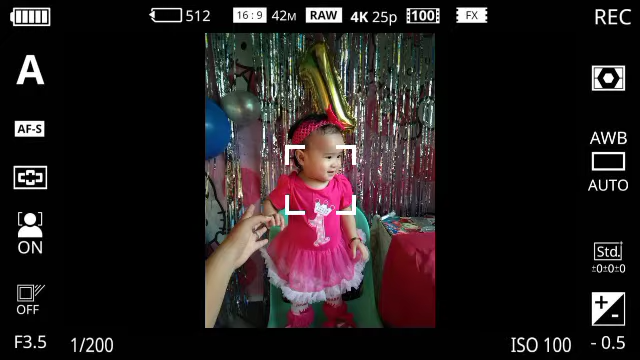 512 16:9 42M RAW 4K 25p 100 FX REC
A
AF-S
AWB
AUTO
ON
Std.
±0±0±0
OFF
F3.5 1/200 ISO 100 - 0.5